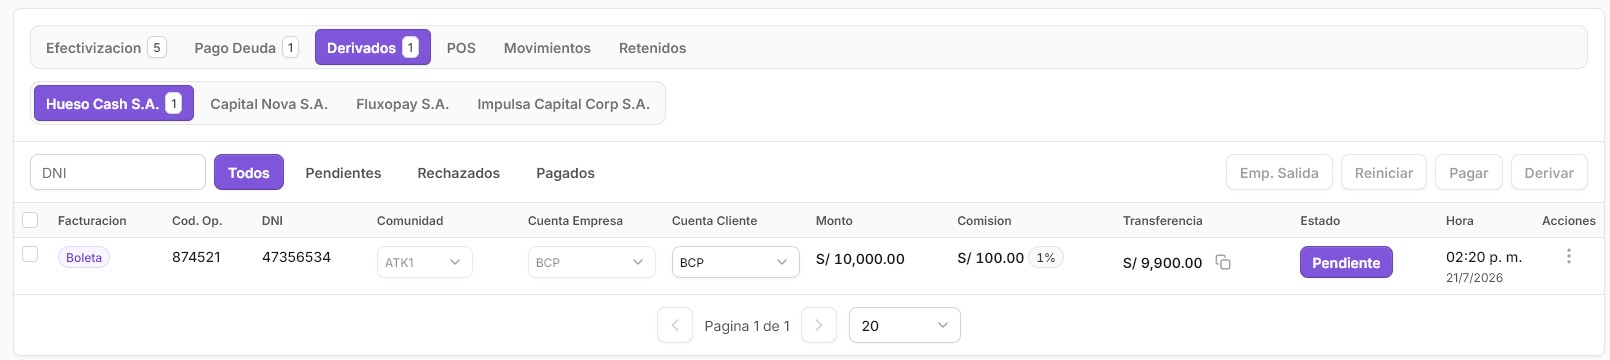 Efectivizacion 5 Pago Deuda 1 Derivados 1 POS Movimientos Retenidos
Hueso Cash S.A. 1 Capital Nova S.A. Fluxopay S.A. Impulsa Capital Corp S.A.
DNI Todos Pendientes Rechazados Pagados Emp. Salida Reiniciar Pagar Derivar
Facturacion Cod. Op. DNI Comunidad Cuenta Empresa Cuenta Cliente Monto Comision Transferencia Estado Hora Acciones
Boleta 874521 47356534 ATK1 BCP BCP S/ 10,000.00 S/ 100.00 1% S/ 9,900.00 Pendiente 02:20 p. m.
21/7/2026
Pagina 1 de 1 20